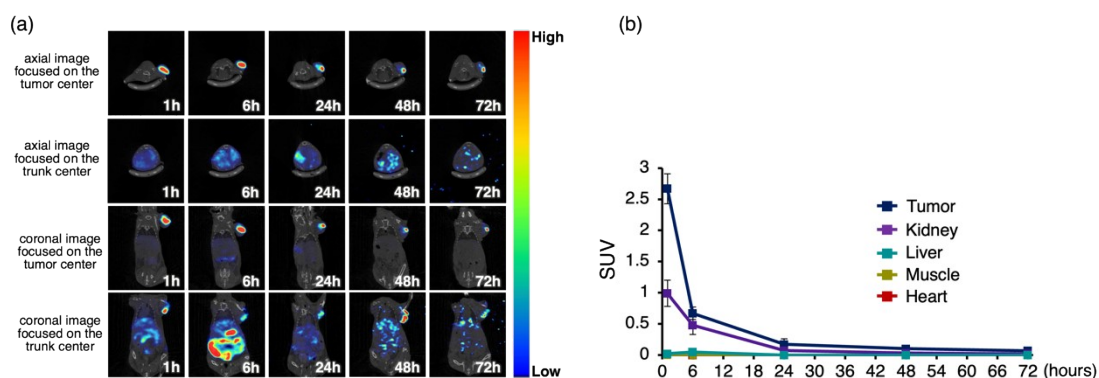 (a)
axial image
focused on the
tumor center
1h 6h 24h 48h 72h
axial image
focused on the
trunk center
1h 6h 24h 48h 72h
coronal image
focused on the
tumor center
1h 6h 24h 48h 72h
coronal image
focused on the
trunk center
1h 6h 24h 48h 72h
High
Low
(b)
SUV
3
2.5
2
1.5
1
0.5
0
0 6 12 18 24 30 36 42 48 54 60 66 72 (hours)
Tumor
Kidney
Liver
Muscle
Heart